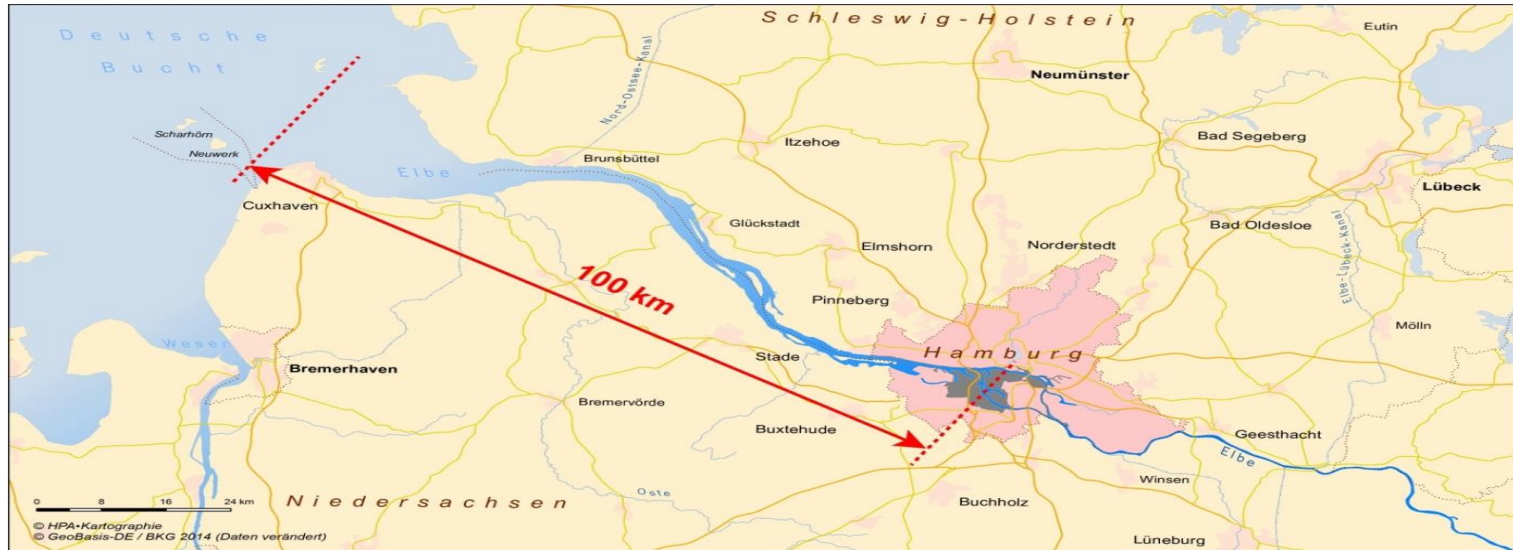 Schleswig-Holstein
Deutsche
Bucht
Eutin
Neumünster
Nord-Ostsee-Kanal
Scharhörn
Neuwerk
Itzehoe
Bad Segeberg
Brunsbüttel
Elbe
Cuxhaven
Lübeck
Glückstadt
Bad Oldesloe
Elmshorn
Norderstedt
Elbe-Lübeck-Kanal
100 km
Pinneberg
Mölln
Weser
Stade
Hamburg
Bremerhaven
Bremervörde
Buxtehude
Geesthacht
Elbe
Winsen
Oste
Niedersachsen
Buchholz
Lüneburg
0 8 16 24 km
© HPA•Kartographie
© GeoBasis-DE / BKG 2014 (Daten verändert)